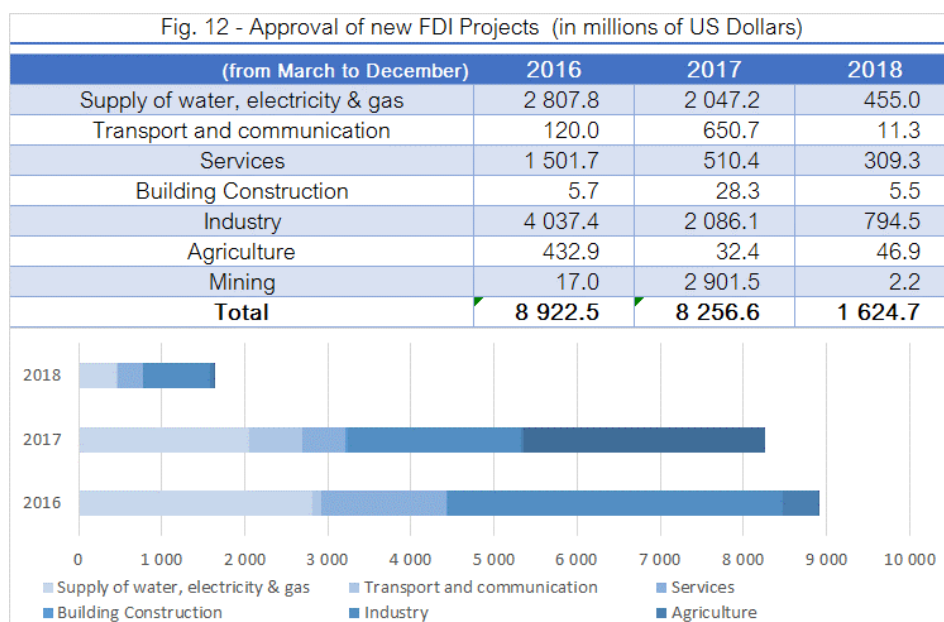 Fig. 12 - Approval of new FDI Projects (in millions of US Dollars)
(from March to December) 2016 2017 2018
Supply of water, electricity & gas 2 807.8 2 047.2 455.0
Transport and communication 120.0 650.7 11.3
Services 1 501.7 510.4 309.3
Building Construction 5.7 28.3 5.5
Industry 4 037.4 2 086.1 794.5
Agriculture 432.9 32.4 46.9
Mining 17.0 2 901.5 2.2
Total 8 922.5 8 256.6 1 624.7
2018
2017
2016
0 1 000 2 000 3 000 4 000 5 000 6 000 7 000 8 000 9 000 10 000
Supply of water, electricity & gas Transport and communication Services
Building Construction Industry Agriculture